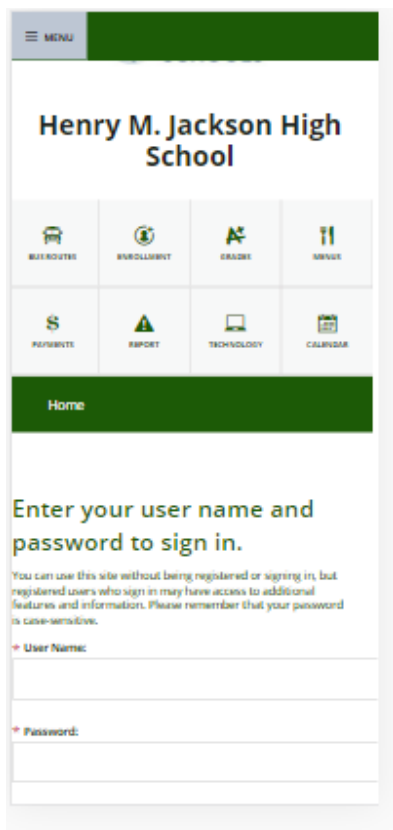 MENU
Henry M. Jackson High
School
BUS ROUTES
ENROLLMENT
GRADES
MENUS
PAYMENTS
REPORT
TECHNOLOGY
CALENDAR
Home
Enter your user name and
password to sign in.
You can use this site without being registered or signing in, but
registered users who sign in may have access to additional
features and information. Please remember that your password
is case-sensitive.
* User Name:
* Password: